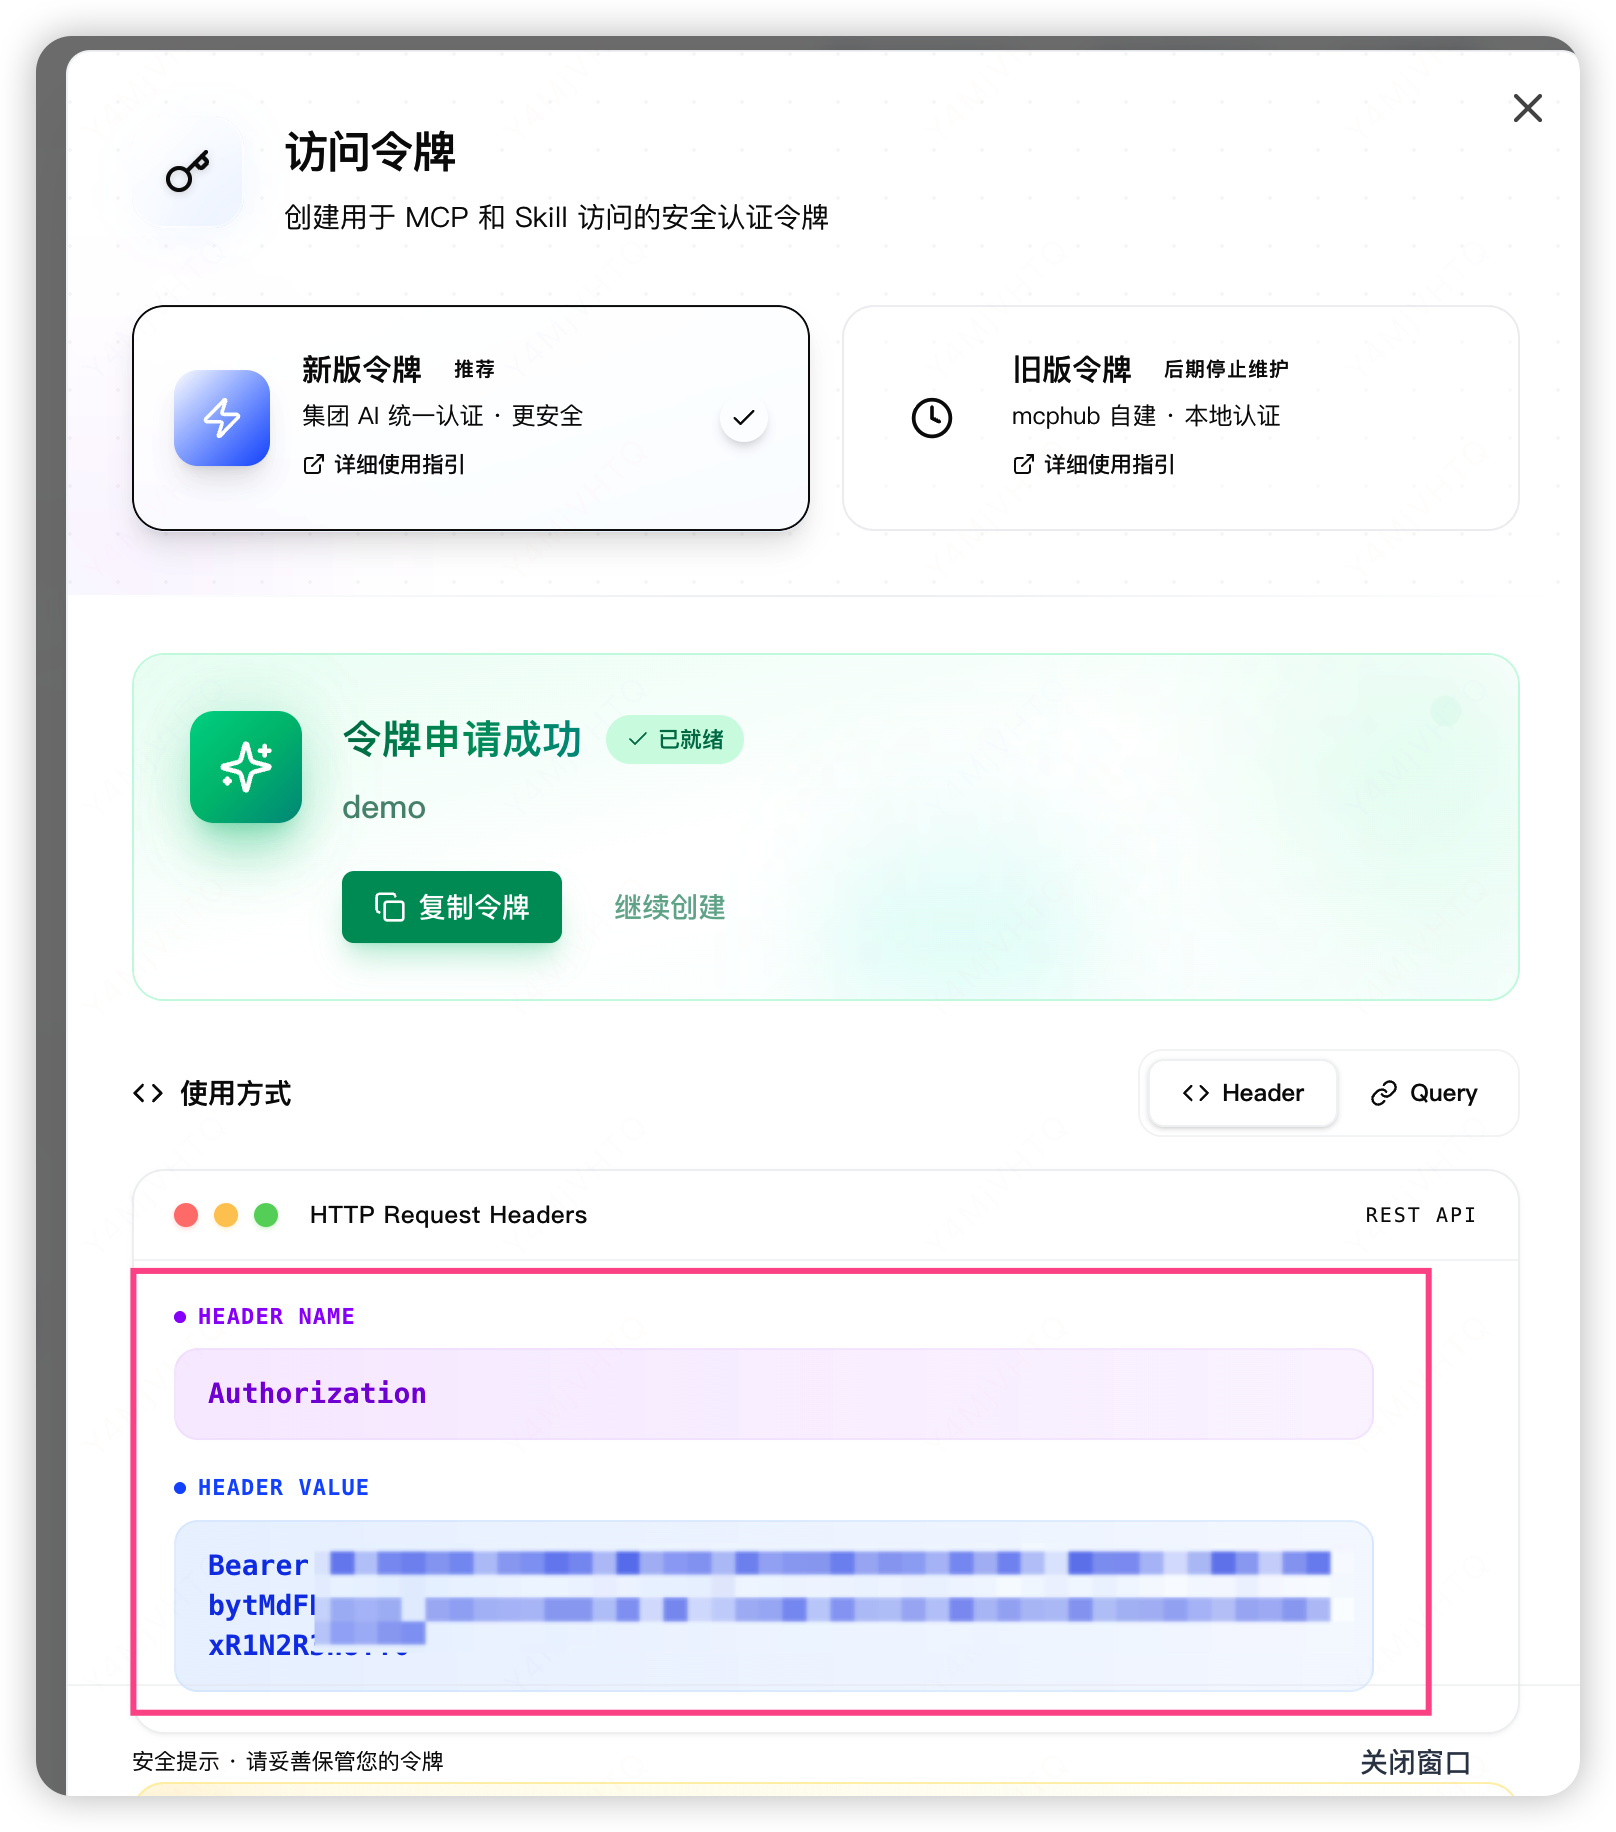 访问令牌
创建用于 MCP 和 Skill 访问的安全认证令牌
新版令牌 推荐
集团 AI 统一认证 · 更安全
详细使用指引
旧版令牌 后期停止维护
mcphub 自建 · 本地认证
详细使用指引
令牌申请成功 已就绪
demo
复制令牌 继续创建
使用方式
Header Query
HTTP Request Headers REST API
HEADER NAME
Authorization
HEADER VALUE
Bearer
安全提示 · 请妥善保管您的令牌
关闭窗口